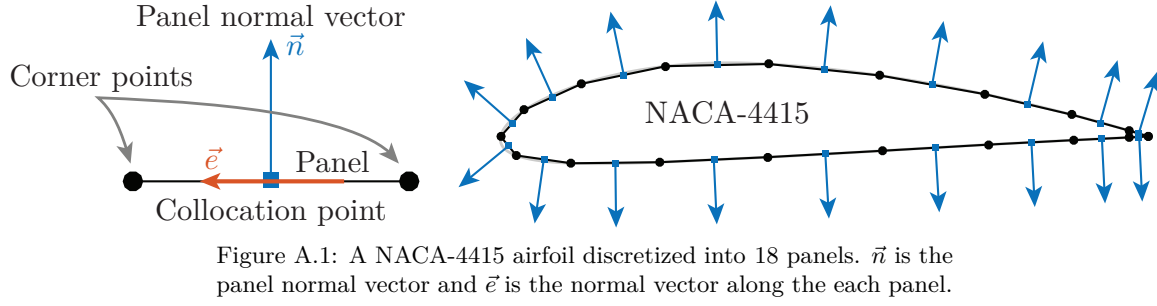 Panel normal vector
n⃗
Corner points
e⃗
Panel
Collocation point
NACA-4415
Figure A.1: A NACA-4415 airfoil discretized into 18 panels. n⃗ is the
panel normal vector and e⃗ is the normal vector along the each panel.